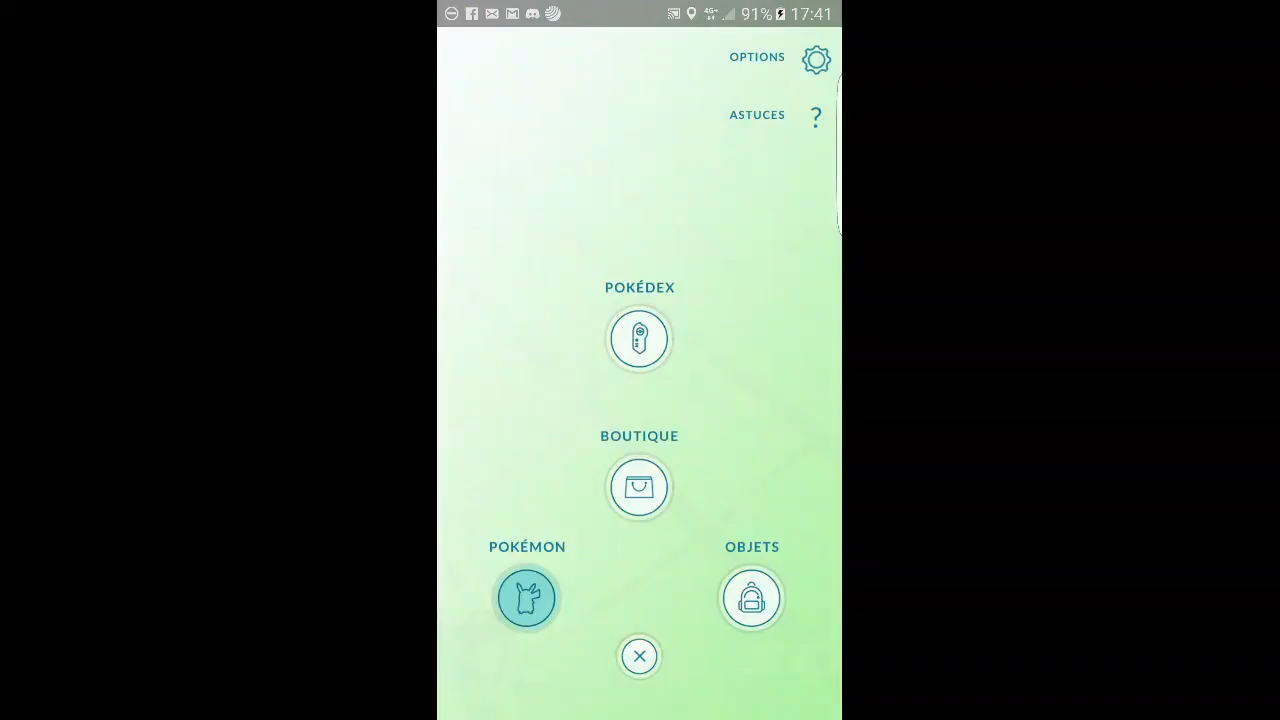 91% 17:41
OPTIONS
ASTUCES ?
POKÉDEX
BOUTIQUE
POKÉMON
OBJETS